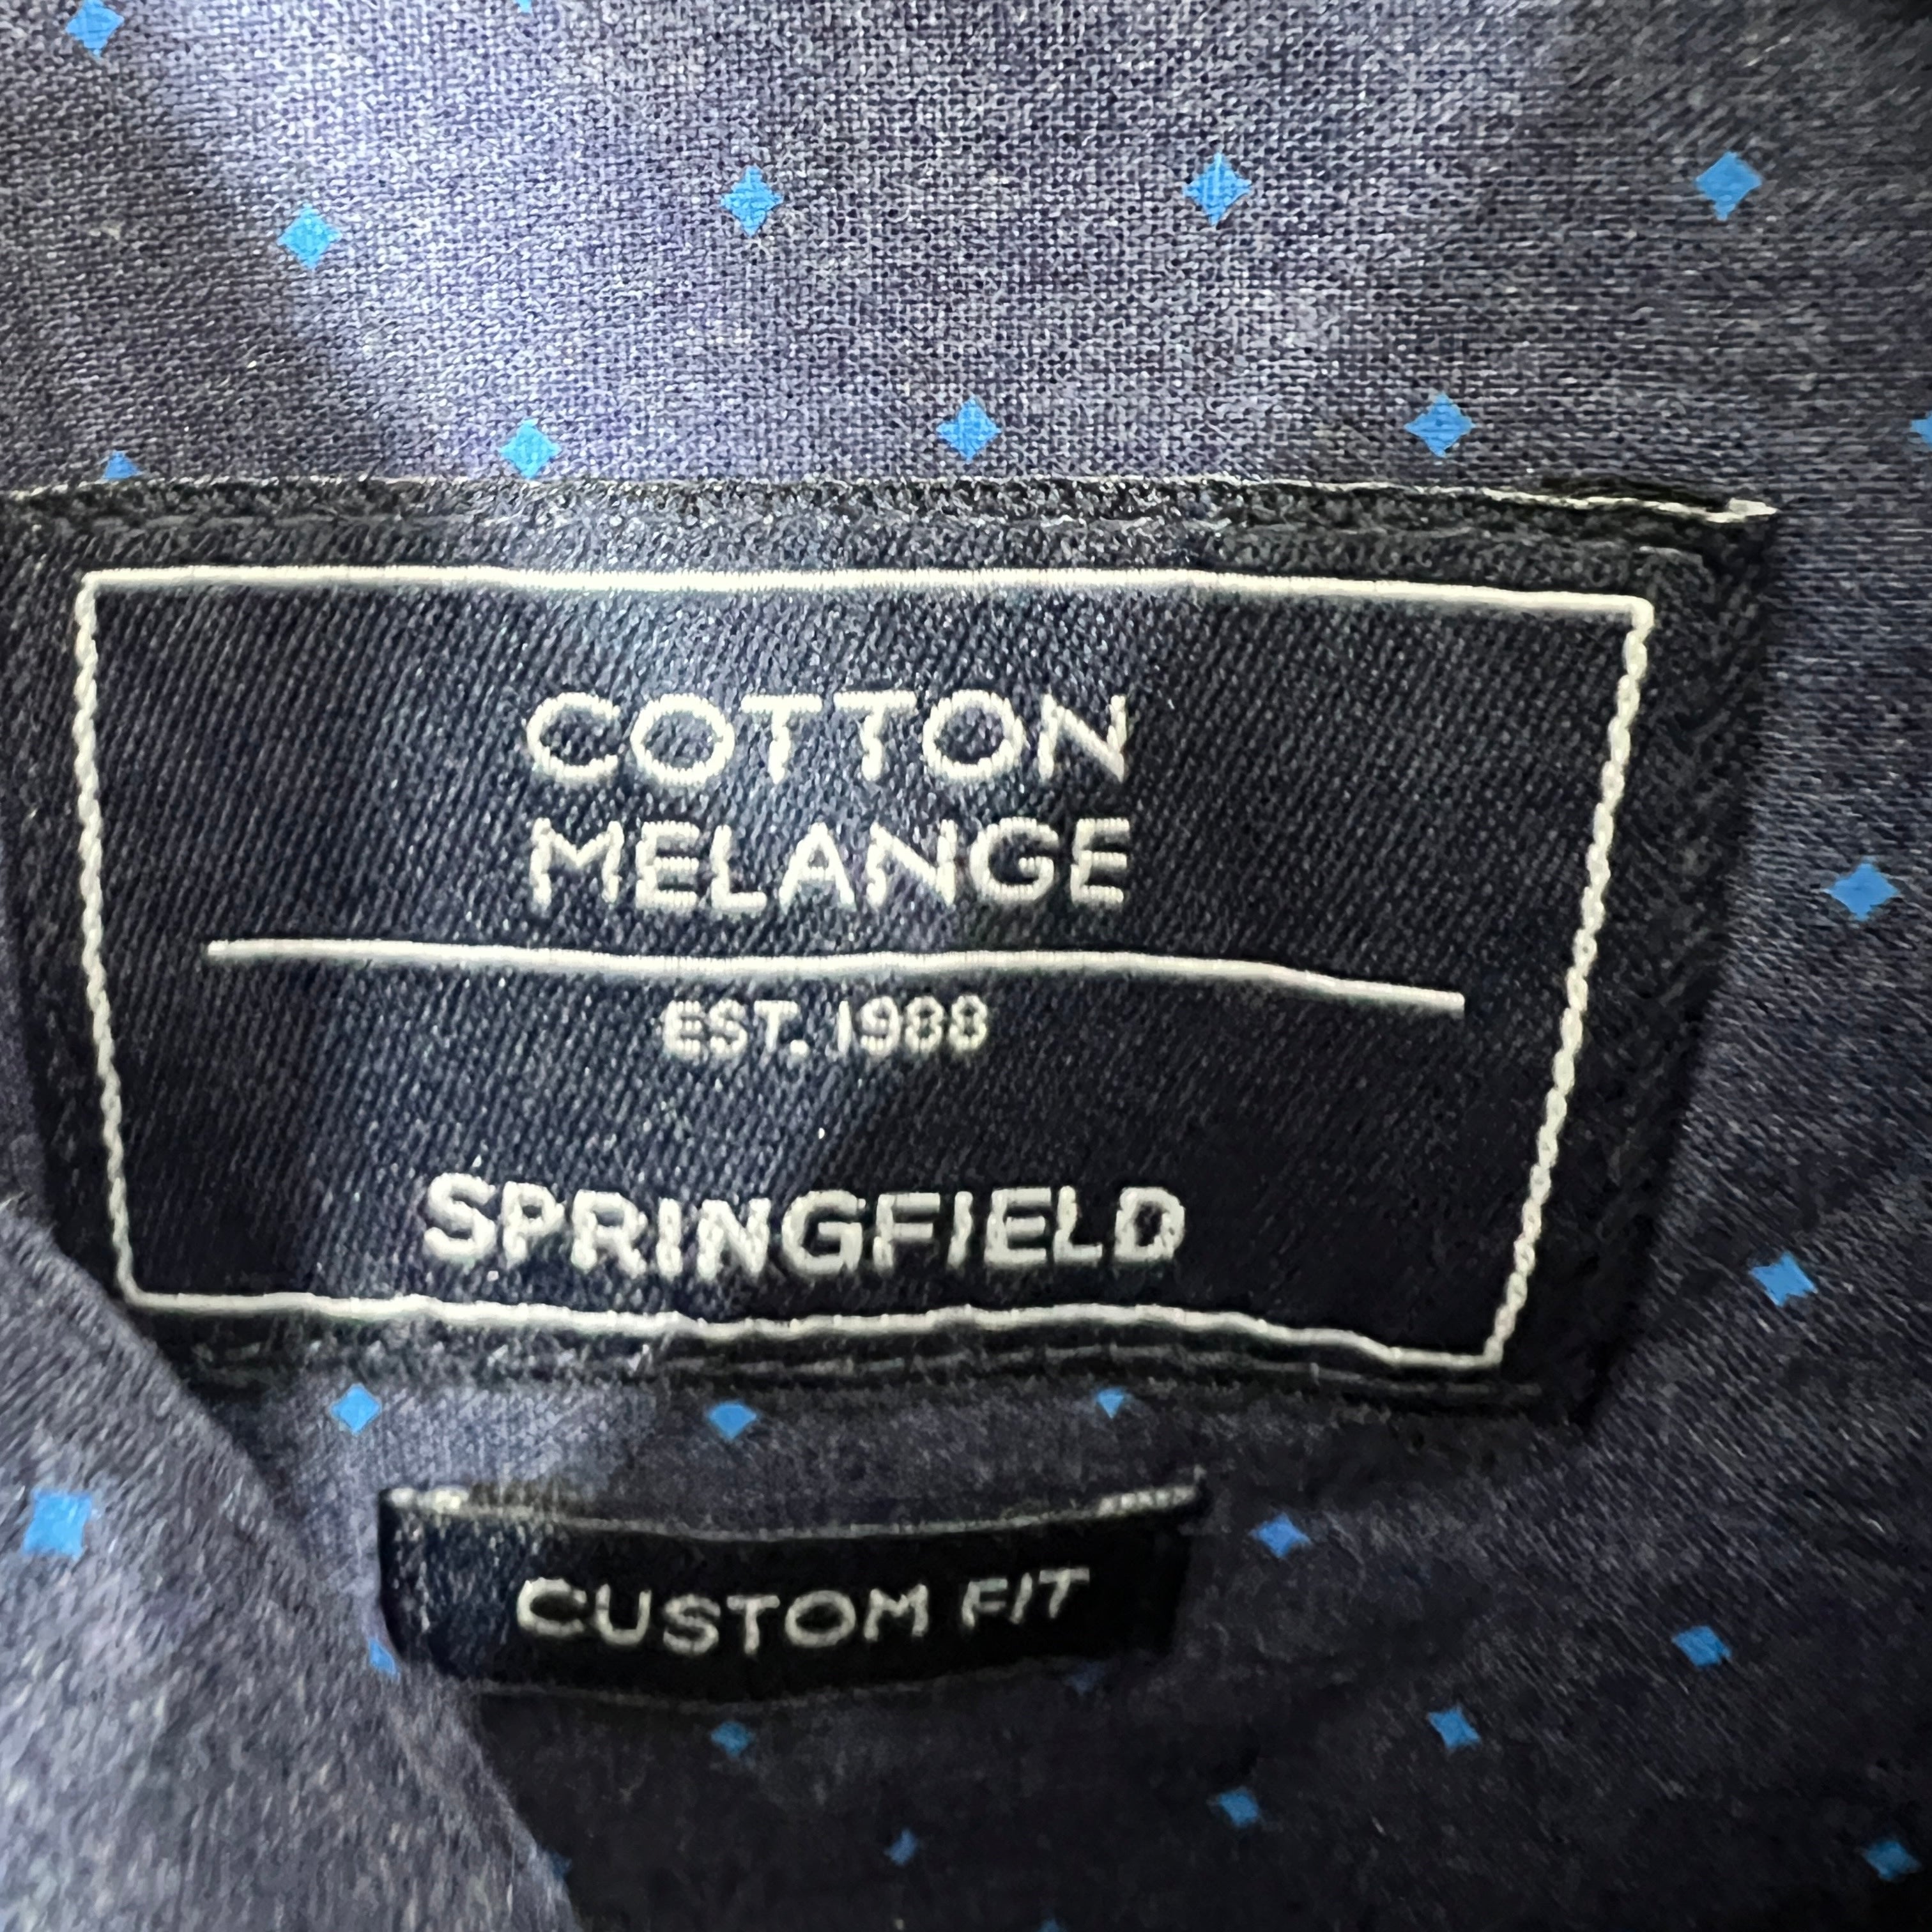 COTTON
MELANGE
EST. 1988
SPRINGFIELD
CUSTOM FIT